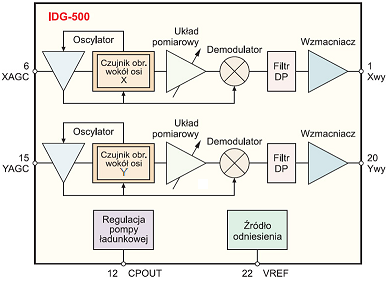 IDG-500
Oscylator
Układ
pomiarowy
Demodulator
Wzmacniacz
6
XAGC
Czujnik obr.
wokół osi
X
Filtr
DP
1
Xwy
Oscylator
Układ
pomiarowy
Demodulator
Wzmacniacz
15
YAGC
Czujnik obr.
wokół osi
Y
Filtr
DP
20
Ywy
Regulacja
pompy
ładunkowej
Źródło
odniesienia
12 CPOUT
22 VREF